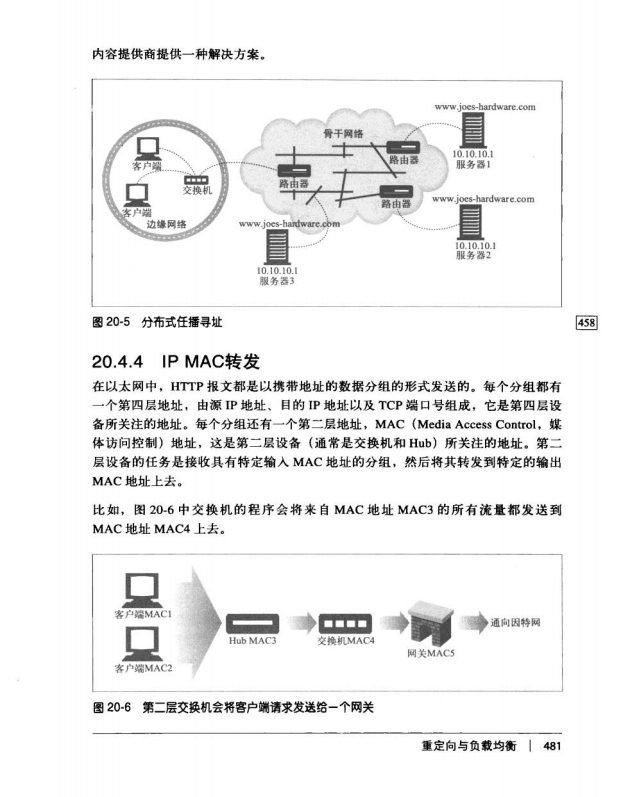 内容提供商提供一种解决方案。
www.joes-hardware.com
骨干网络
客户端
路由器
10.10.10.1
服务器1
交换机
路由器
路由器
www.joes-hardware.com
客户端
边缘网络
www.joes-hardware.com
10.10.10.1
服务器2
10.10.10.1
服务器3
图 20-5 分布式任播寻址
458
20.4.4 IP MAC转发
在以太网中，HTTP 报文都是以携带地址的数据分组的形式发送的。每个分组都有
一个第四层地址，由源 IP 地址、目的 IP 地址以及 TCP 端口号组成，它是第四层设
备所关注的地址。每个分组还有一个第二层地址，MAC（Media Access Control，媒
体访问控制）地址，这是第二层设备（通常是交换机和 Hub）所关注的地址。第二
层设备的任务是接收具有特定输入 MAC 地址的分组，然后将其转发到特定的输出
MAC 地址上去。
比如，图 20-6 中交换机的程序会将来自 MAC 地址 MAC3 的所有流量都发送到
MAC 地址 MAC4 上去。
客户端MAC1
Hub MAC3
交换机MAC4
网关MAC5
通向因特网
客户端MAC2
图 20-6 第二层交换机会将客户端请求发送给一个网关
重定向与负载均衡 | 481